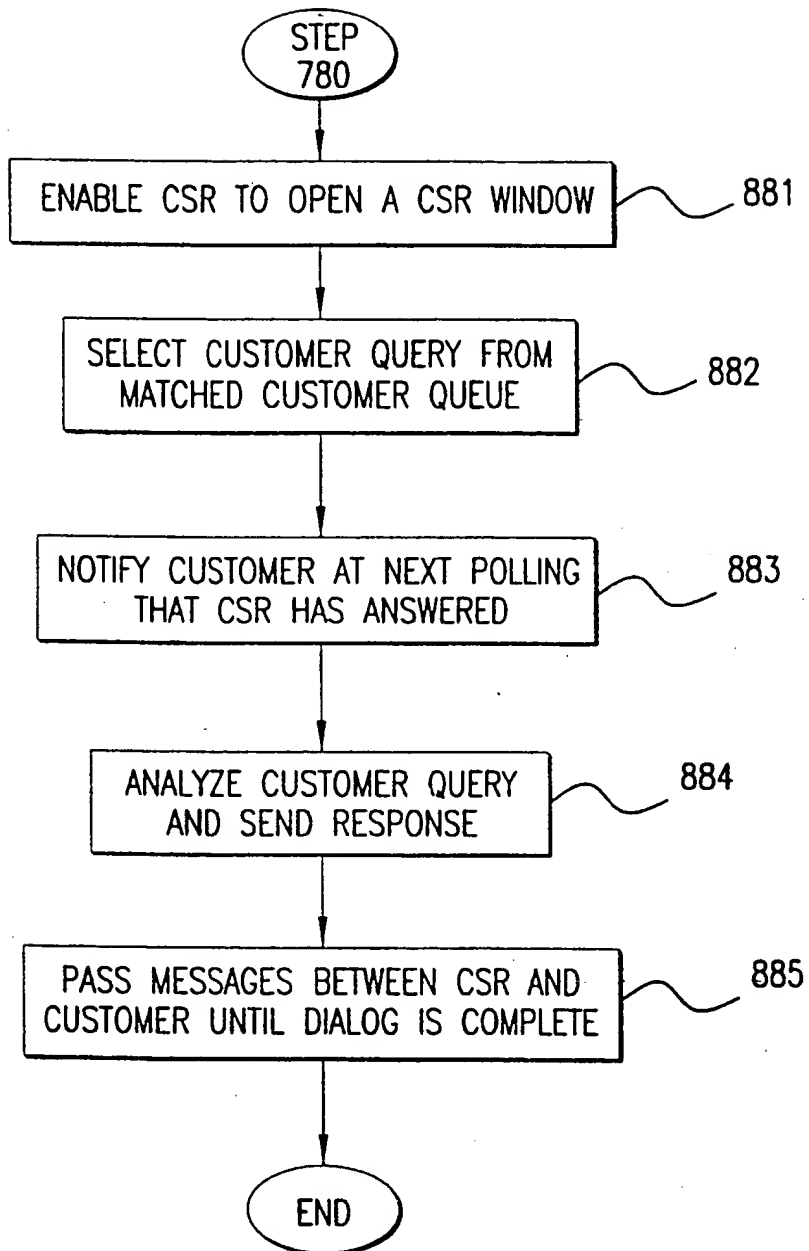 STEP
780
ENABLE CSR TO OPEN A CSR WINDOW
881
SELECT CUSTOMER QUERY FROM
MATCHED CUSTOMER QUEUE
882
NOTIFY CUSTOMER AT NEXT POLLING
THAT CSR HAS ANSWERED
883
ANALYZE CUSTOMER QUERY
AND SEND RESPONSE
884
PASS MESSAGES BETWEEN CSR AND
CUSTOMER UNTIL DIALOG IS COMPLETE
885
END